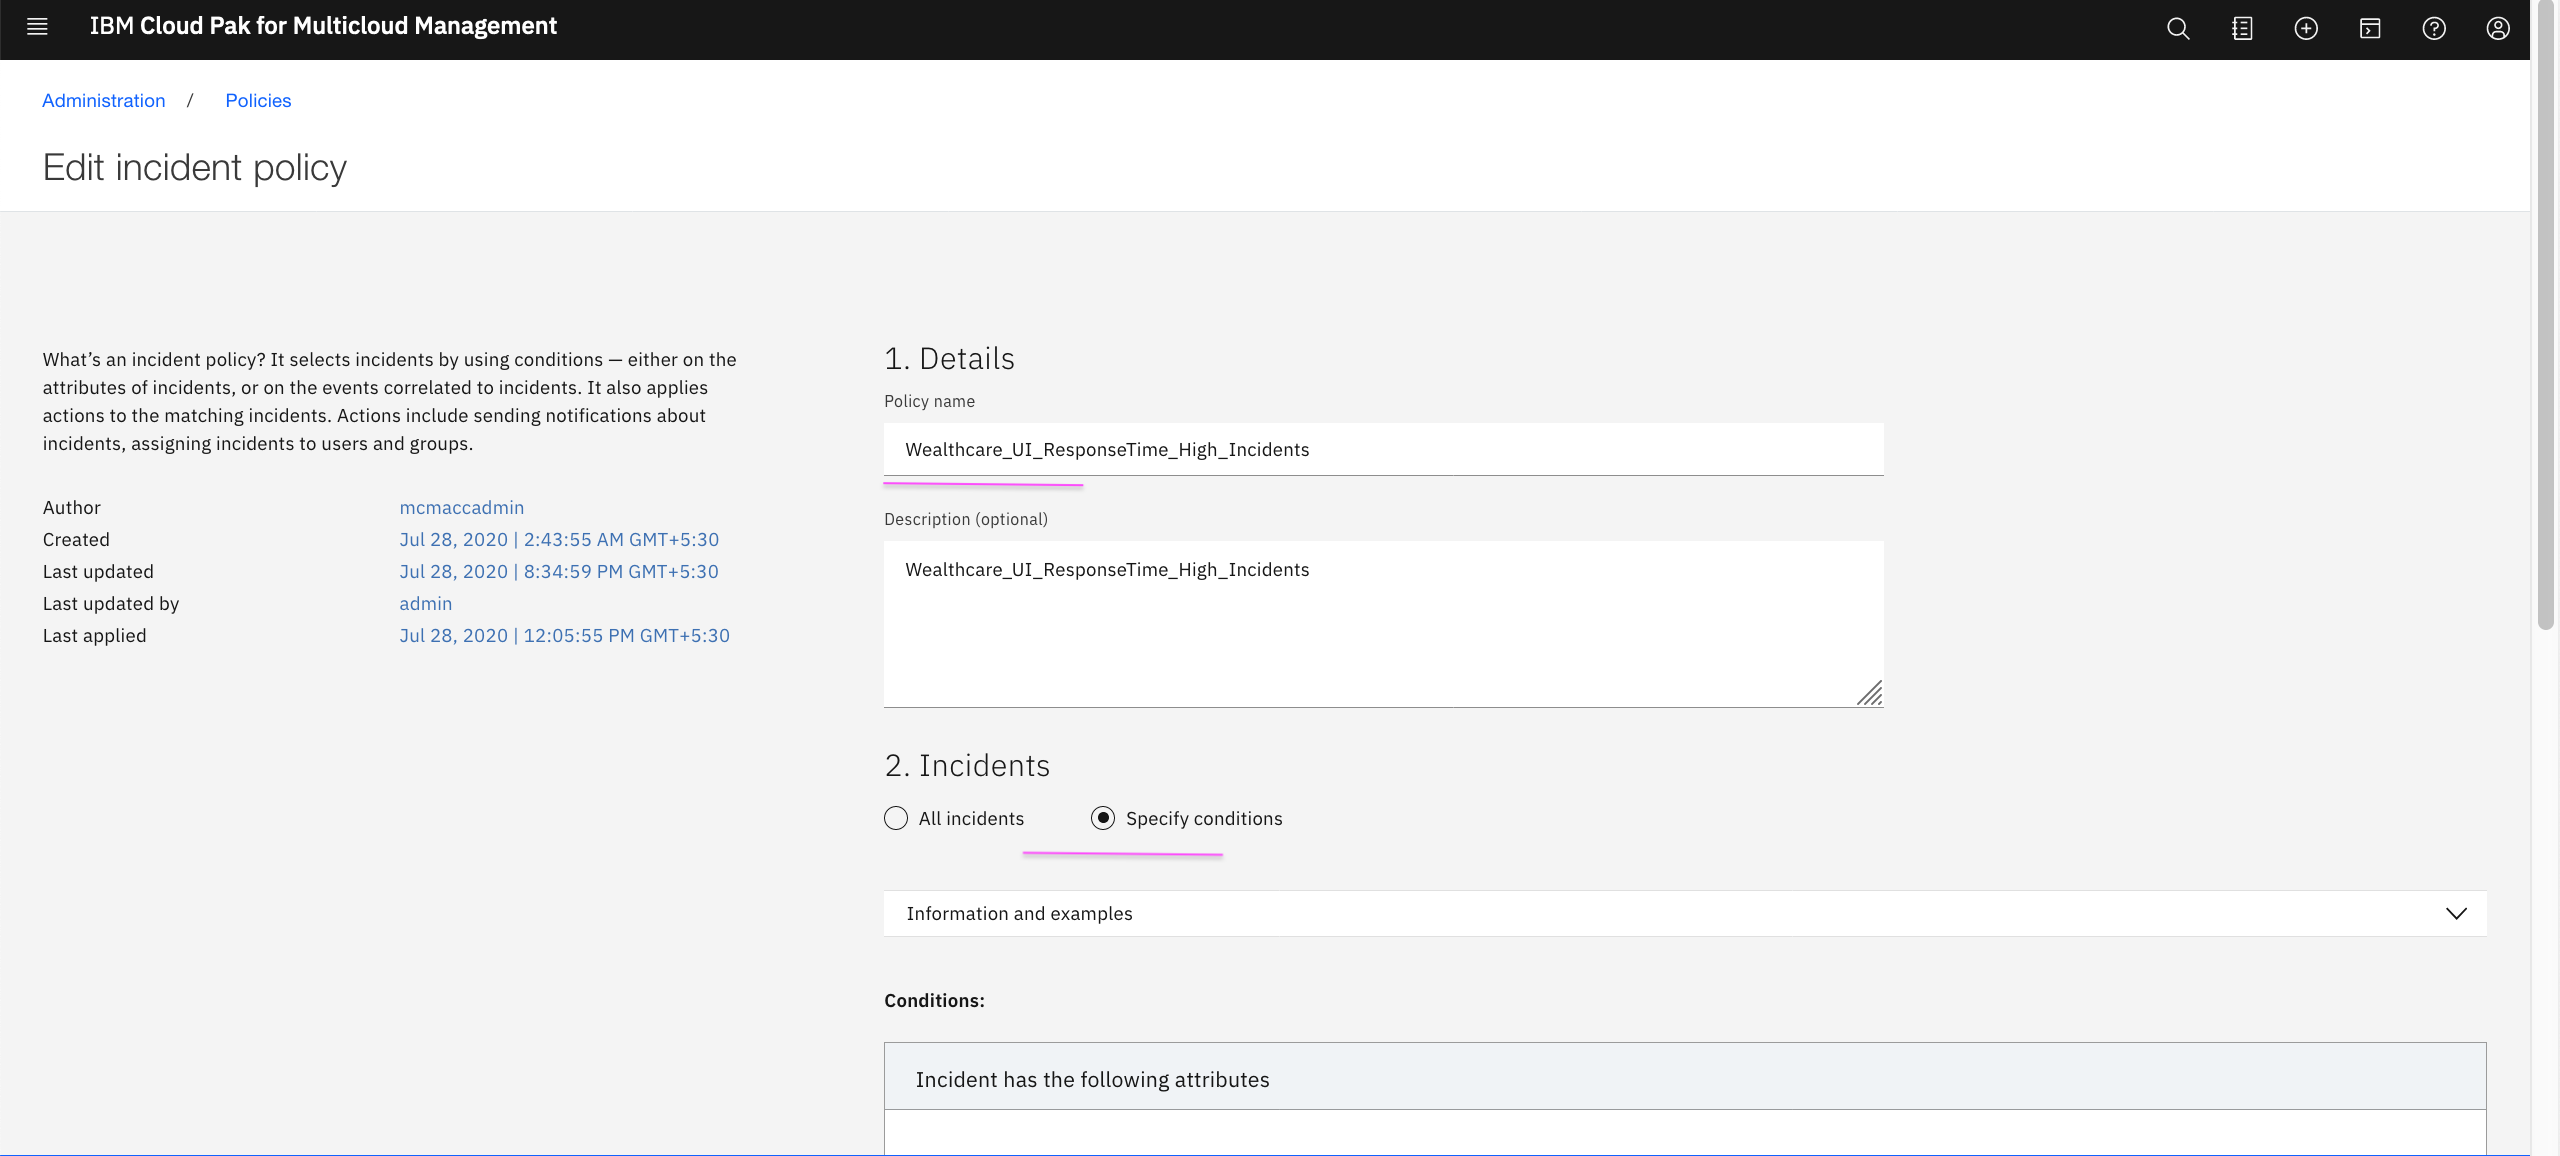 IBM Cloud Pak for Multicloud Management
Administration / Policies
Edit incident policy
What’s an incident policy? It selects incidents by using conditions — either on the
attributes of incidents, or on the events correlated to incidents. It also applies
actions to the matching incidents. Actions include sending notifications about
incidents, assigning incidents to users and groups.
Author mcmaccadmin
Created Jul 28, 2020 | 2:43:55 AM GMT+5:30
Last updated Jul 28, 2020 | 8:34:59 PM GMT+5:30
Last updated by admin
Last applied Jul 28, 2020 | 12:05:55 PM GMT+5:30
1. Details
Policy name
Wealthcare_UI_ResponseTime_High_Incidents
Description (optional)
Wealthcare_UI_ResponseTime_High_Incidents
2. Incidents
All incidents Specify conditions
Information and examples
Conditions:
Incident has the following attributes